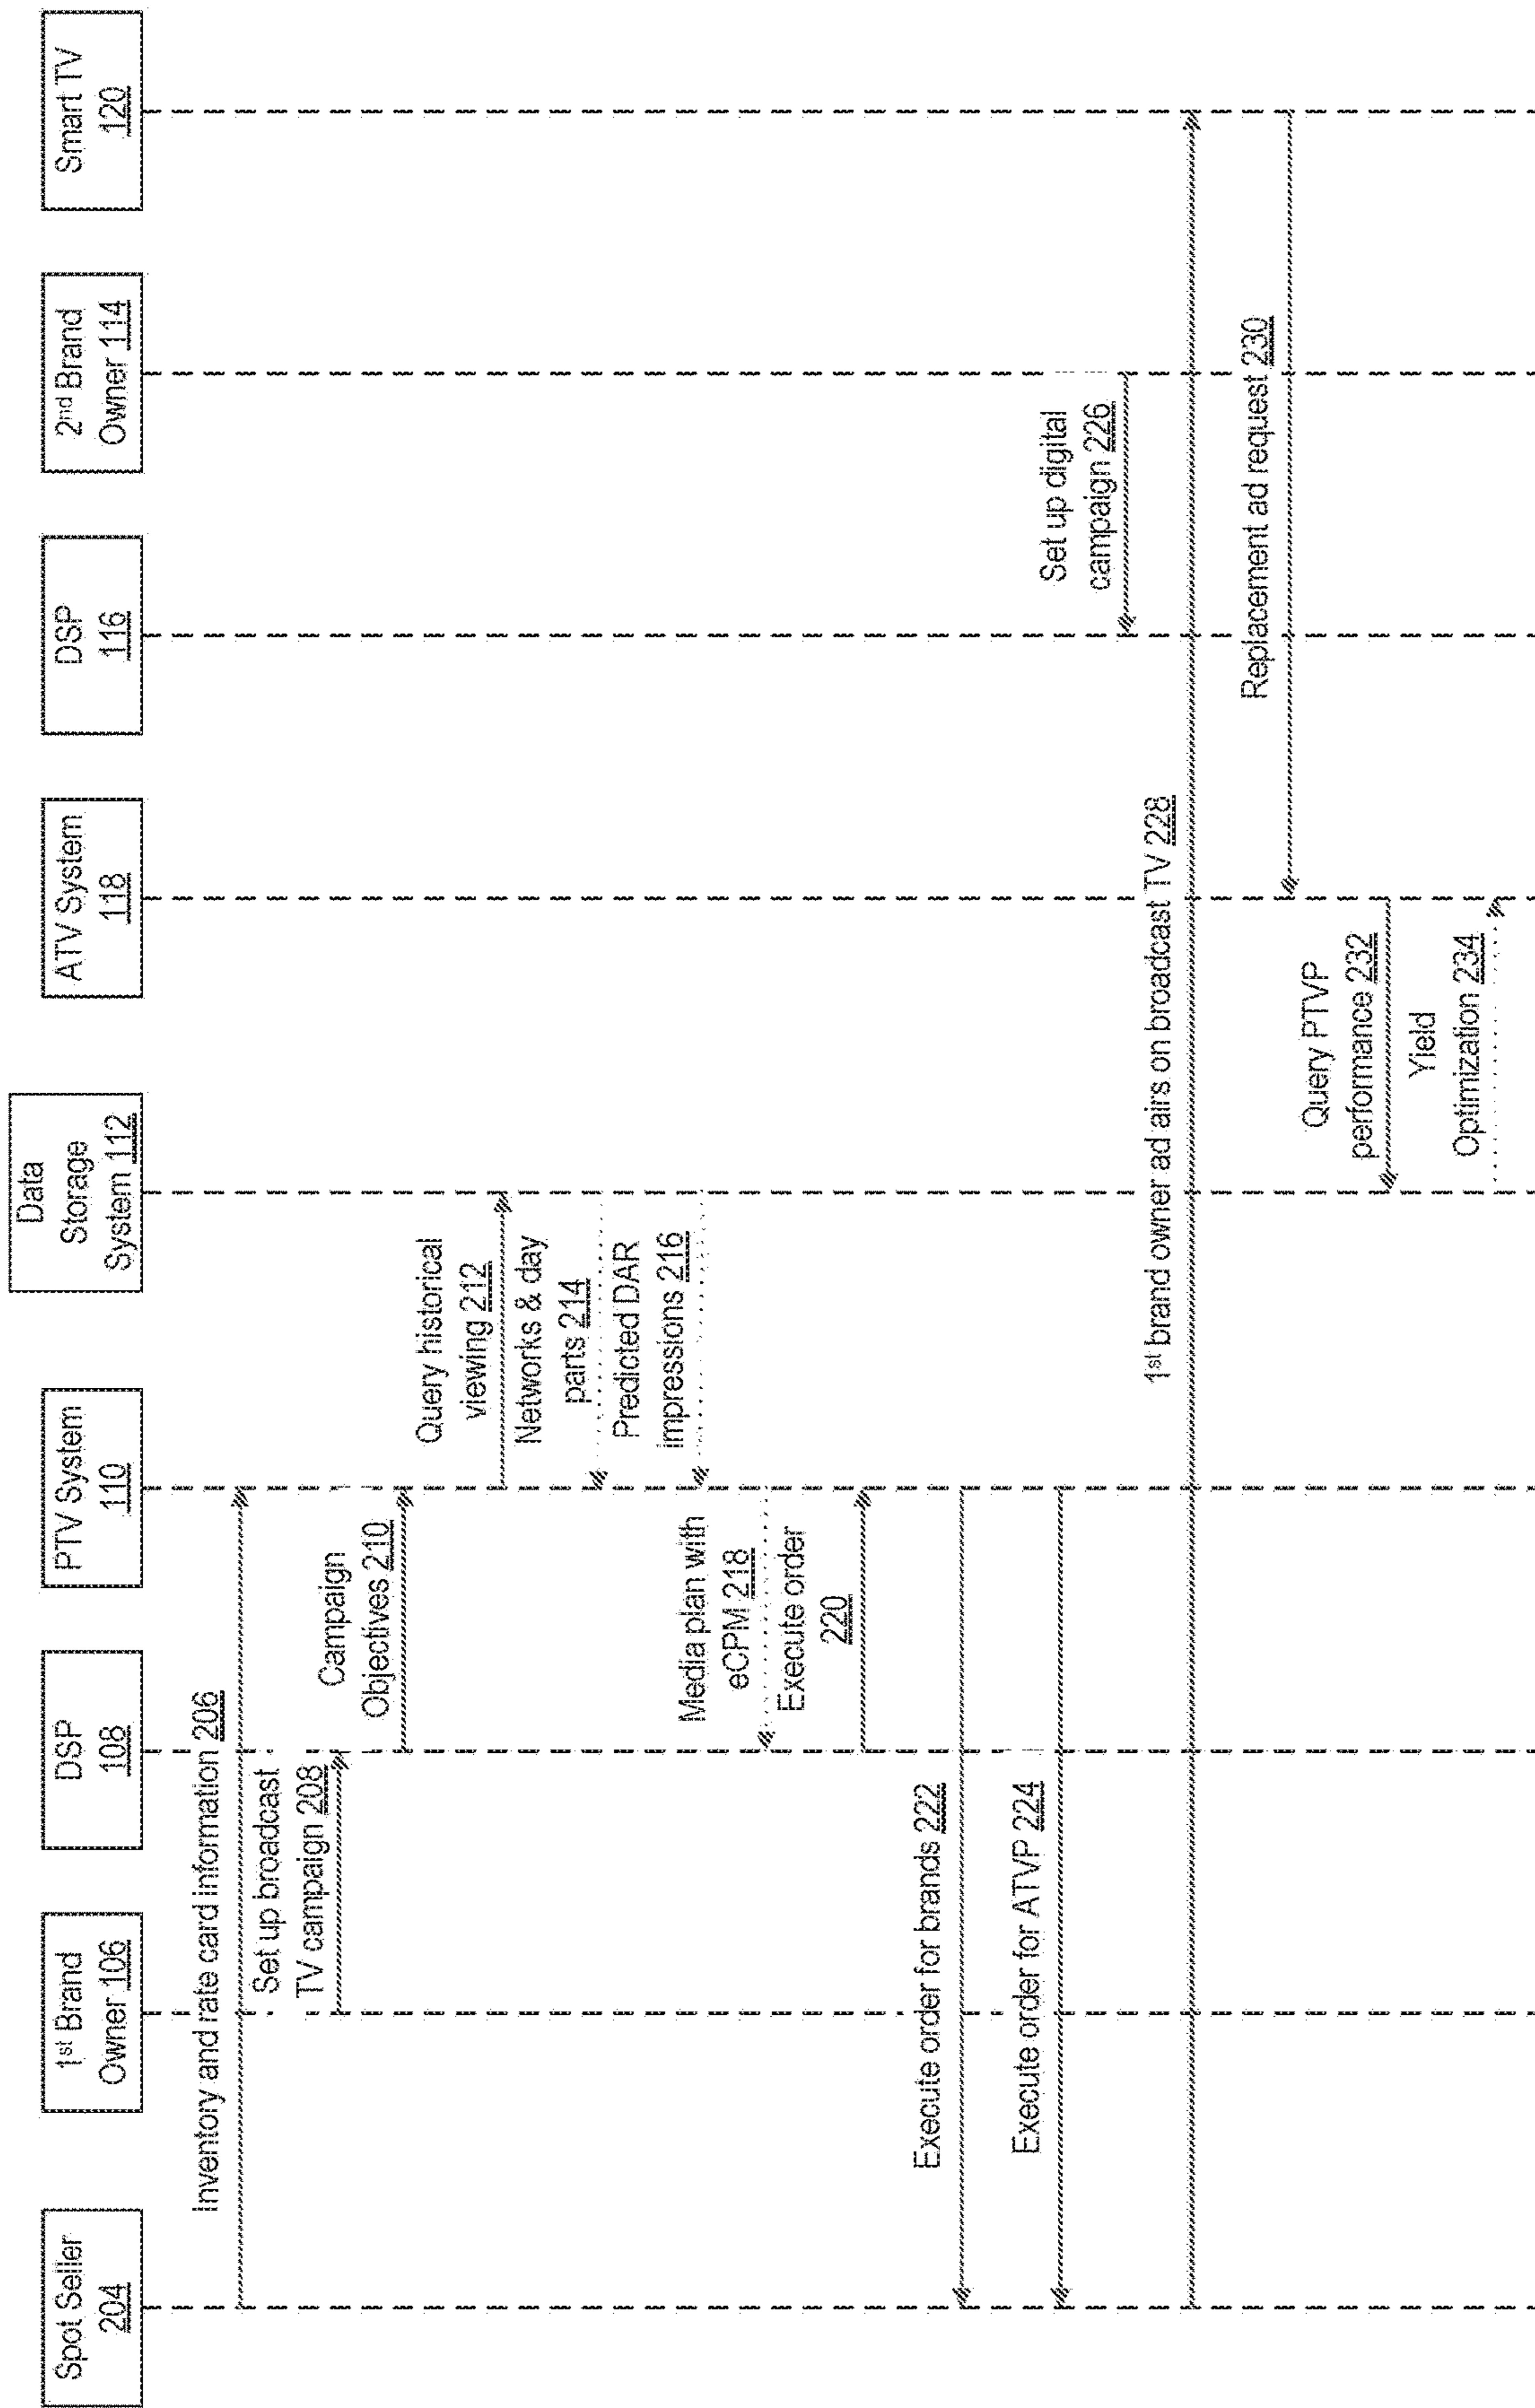 Spot Seller
204
1st Brand
Owner 106
DSP
108
PTV System
110
Data
Storage
System 112
ATV System
118
DSP
116
2nd Brand
Owner 114
Smart TV
120
Inventory and rate card information 206
Set up broadcast
TV campaign 208
Campaign
Objectives 210
Query historical
viewing 212
Networks & day
parts 214
Predicted DAR
impressions 216
Media plan with
eCPM 218
Execute order
220
Execute order for brands 222
Execute order for ATVP 224
Set up digital
campaign 226
1st brand owner ad airs on broadcast TV 228
Replacement ad request 230
Query PTVP
performance 232
Yield
Optimization 234